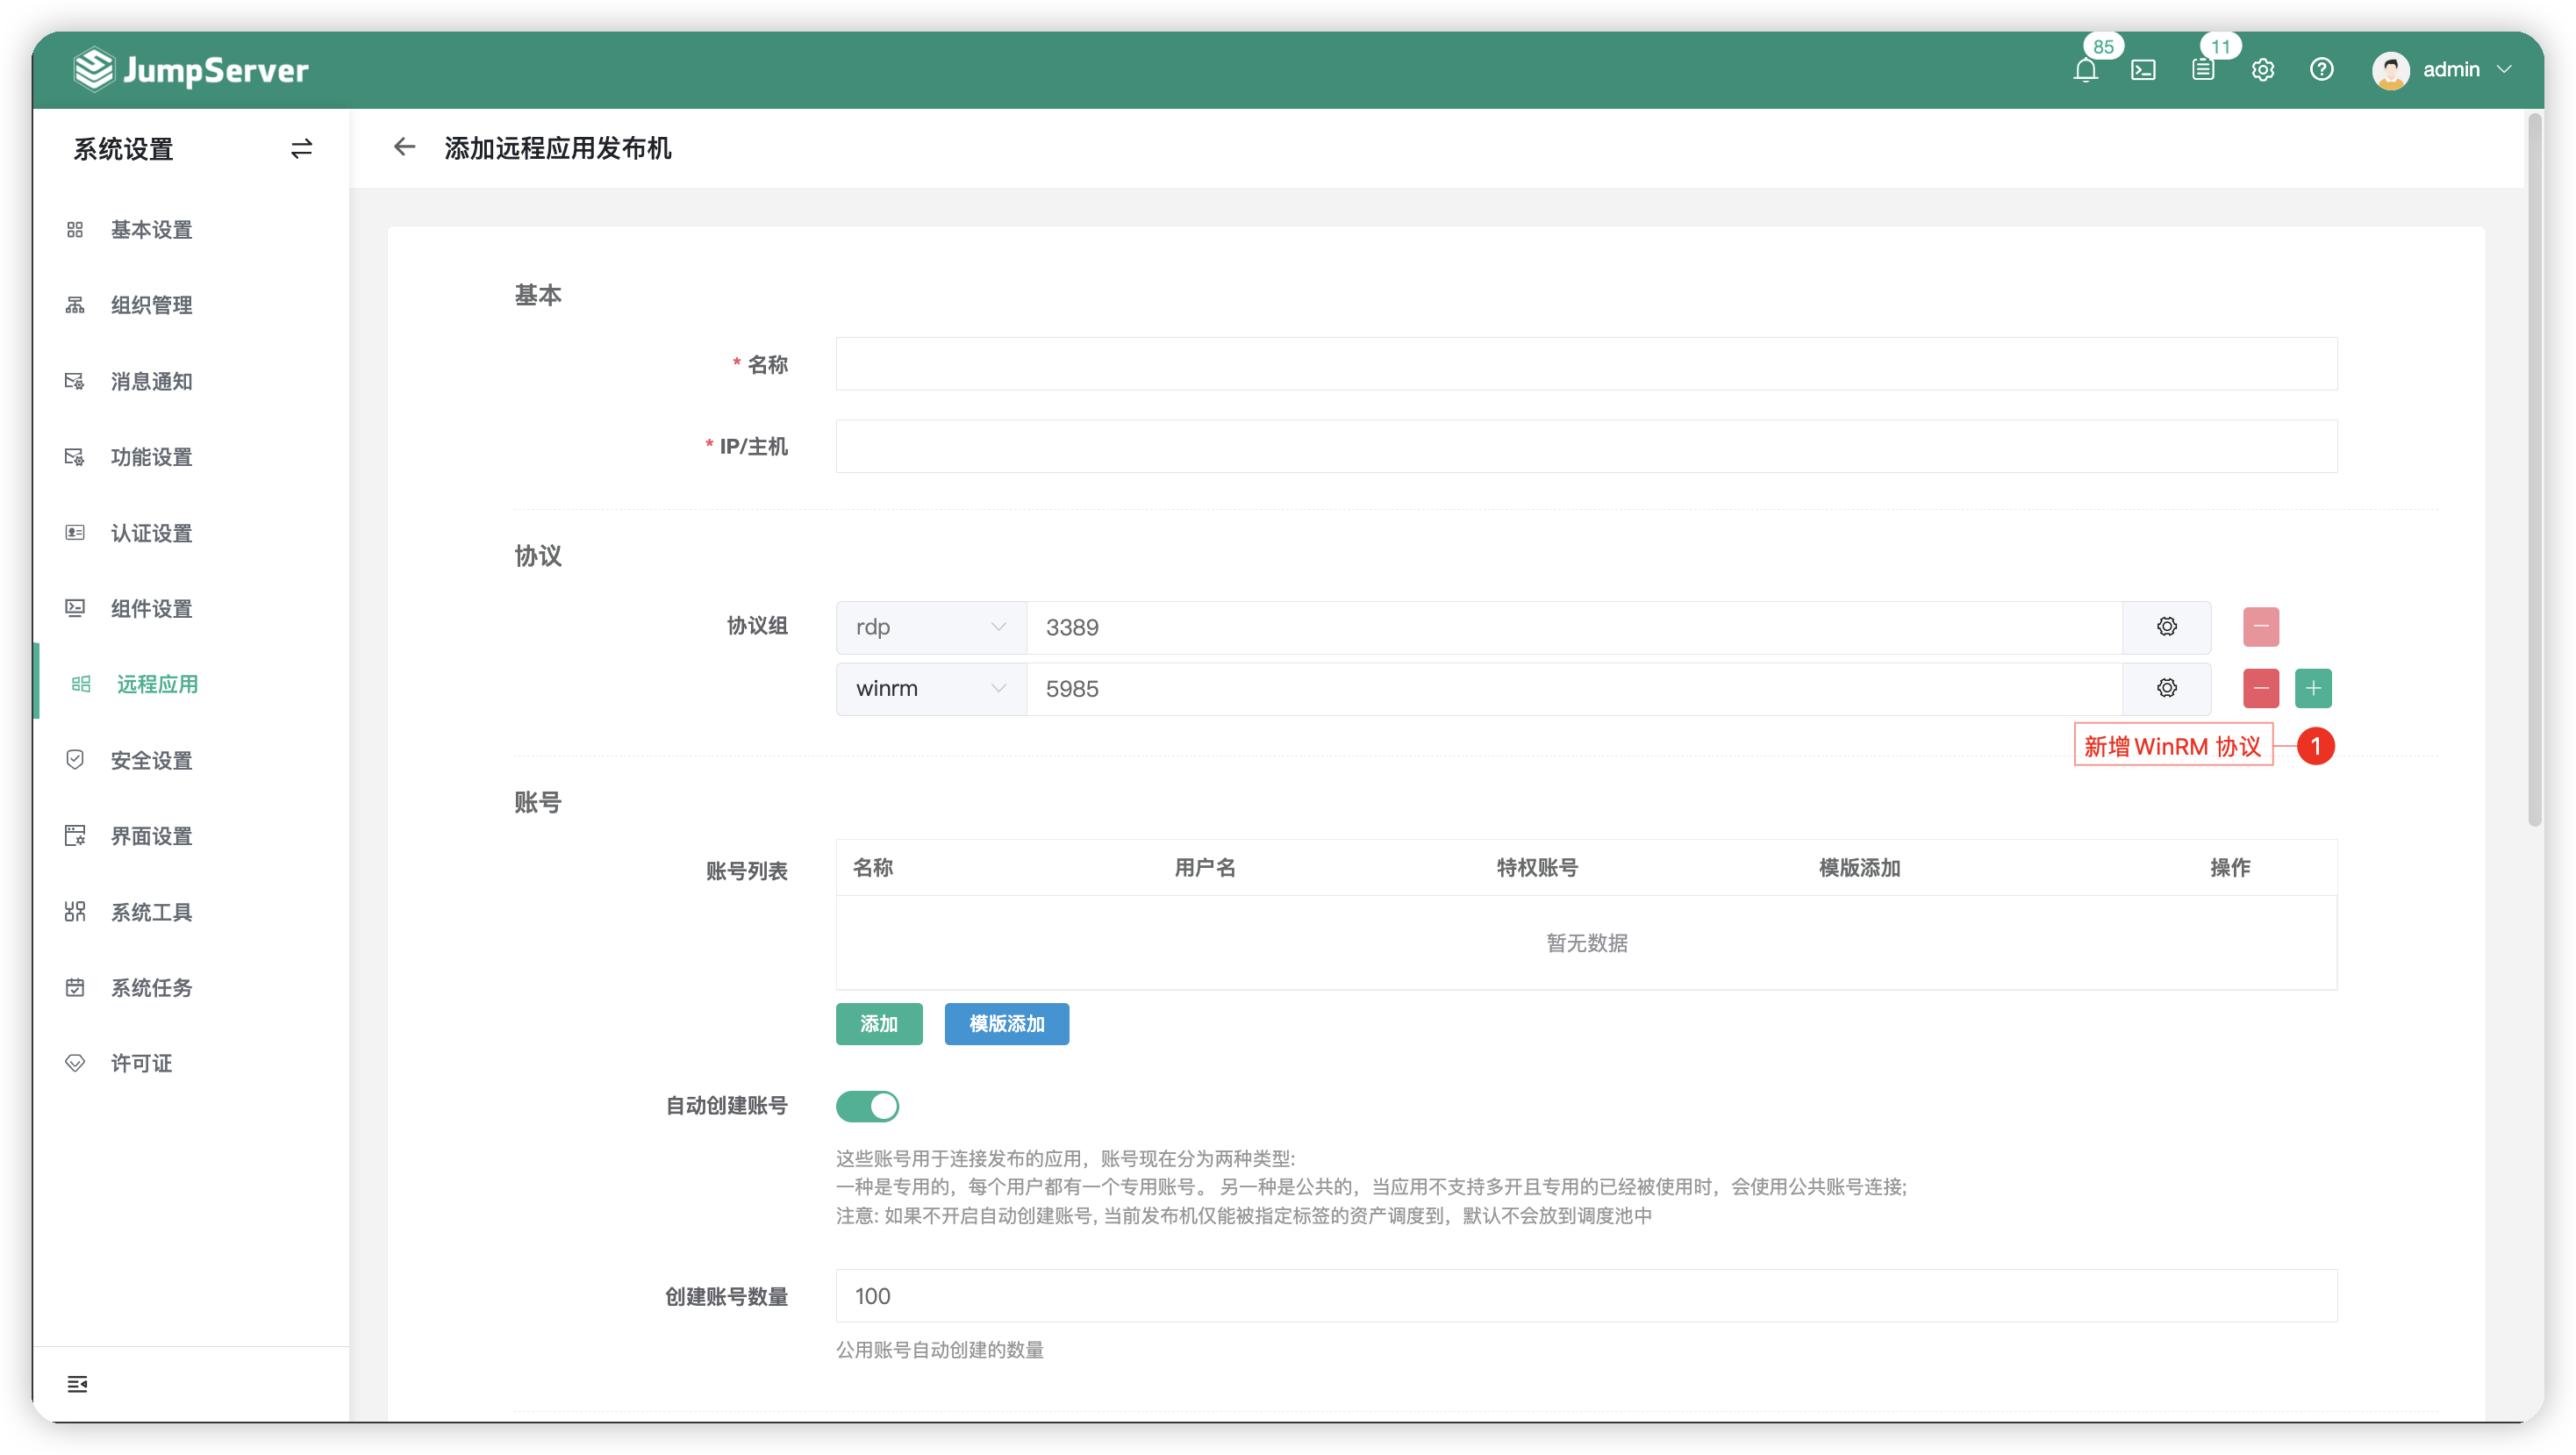 JumpServer
85
11
admin
系统设置
添加远程应用发布机
基本设置
组织管理
消息通知
功能设置
认证设置
组件设置
远程应用
安全设置
界面设置
系统工具
系统任务
许可证
基本
* 名称
* IP/主机
协议
协议组
rdp 3389
winrm 5985
新增WinRM 协议 1
账号
账号列表
名称 用户名 特权账号 模版添加 操作
暂无数据
添加 模版添加
自动创建账号
这些账号用于连接发布的应用，账号现在分为两种类型:
一种是专用的，每个用户都有一个专用账号。 另一种是公共的，当应用不支持多开且专用的已经被使用时，会使用公共账号连接;
注意: 如果不开启自动创建账号, 当前发布机仅能被指定标签的资产调度到，默认不会放到调度池中
创建账号数量 100
公用账号自动创建的数量